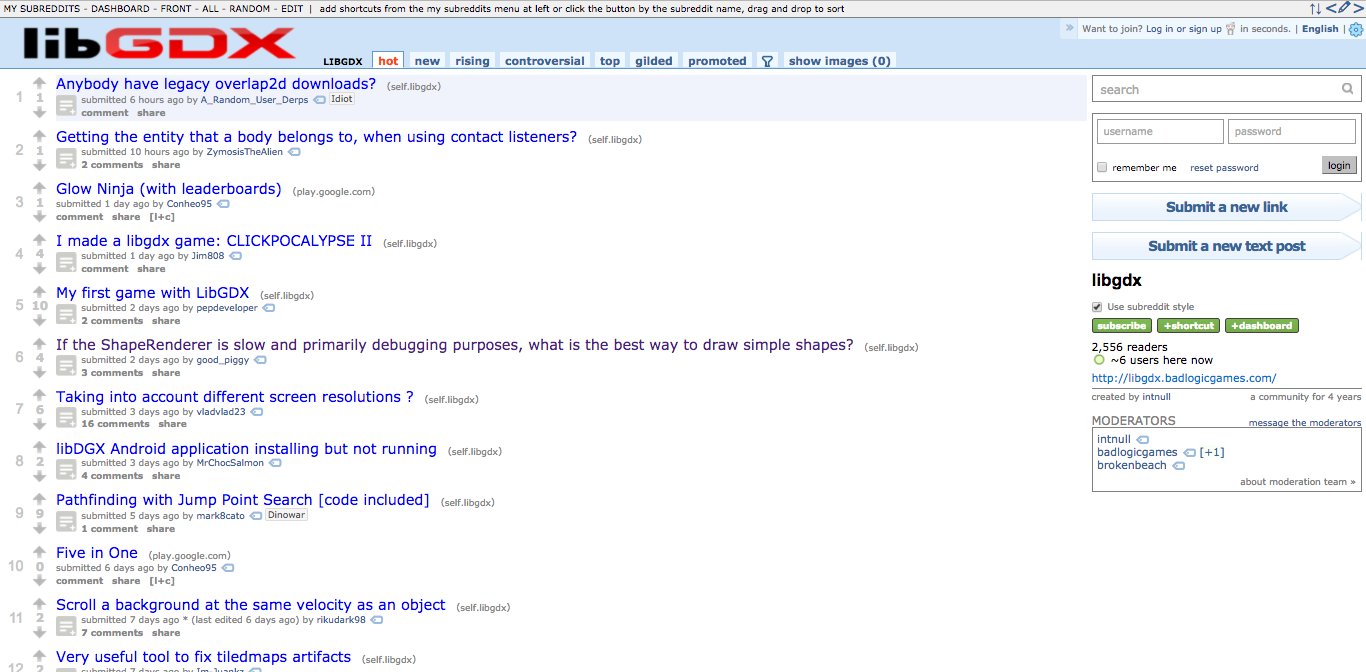 MY SUBREDDITS - DASHBOARD - FRONT - ALL - RANDOM - EDIT | add shortcuts from the my subreddits menu at left or click the button by the subreddit name, drag and drop to sort
libGDX
LIBGDX hot new rising controversial top gilded promoted show images (0)
» Want to join? Log in or sign up in seconds. | English |
1
1
Anybody have legacy overlap2d downloads? (self.libgdx)
submitted 6 hours ago by A_Random_User_Derps Idiot
comment share
2
1
Getting the entity that a body belongs to, when using contact listeners? (self.libgdx)
submitted 10 hours ago by ZymosisTheAlien
2 comments share
3
1
Glow Ninja (with leaderboards) (play.google.com)
submitted 1 day ago by Conheo95
comment share [l+c]
4
4
I made a libgdx game: CLICKPOCALYPSE II (self.libgdx)
submitted 1 day ago by Jim808
comment share
5
10
My first game with LibGDX (self.libgdx)
submitted 2 days ago by pepdeveloper
2 comments share
6
4
If the ShapeRenderer is slow and primarily debugging purposes, what is the best way to draw simple shapes? (self.libgdx)
submitted 2 days ago by good_piggy
3 comments share
7
6
Taking into account different screen resolutions ? (self.libgdx)
submitted 3 days ago by vladvlad23
16 comments share
8
2
libDGX Android application installing but not running (self.libgdx)
submitted 3 days ago by MrChocSalmon
4 comments share
9
9
Pathfinding with Jump Point Search [code included] (self.libgdx)
submitted 5 days ago by mark8cato Dinowar
1 comment share
10
0
Five in One (play.google.com)
submitted 6 days ago by Conheo95
comment share [l+c]
11
2
Scroll a background at the same velocity as an object (self.libgdx)
submitted 7 days ago * (last edited 6 days ago) by rikudark98
7 comments share
12
2
Very useful tool to fix tiledmaps artifacts (self.libgdx)
submitted 7 days ago by Im-Juankz
search
username password
remember me reset password login
Submit a new link
Submit a new text post
libgdx
Use subreddit style
subscribe +shortcut +dashboard
2,556 readers
~6 users here now
http://libgdx.badlogicgames.com/
created by intnull a community for 4 years
MODERATORS message the moderators
intnull
badlogicgames [+1]
brokenbeach
about moderation team »